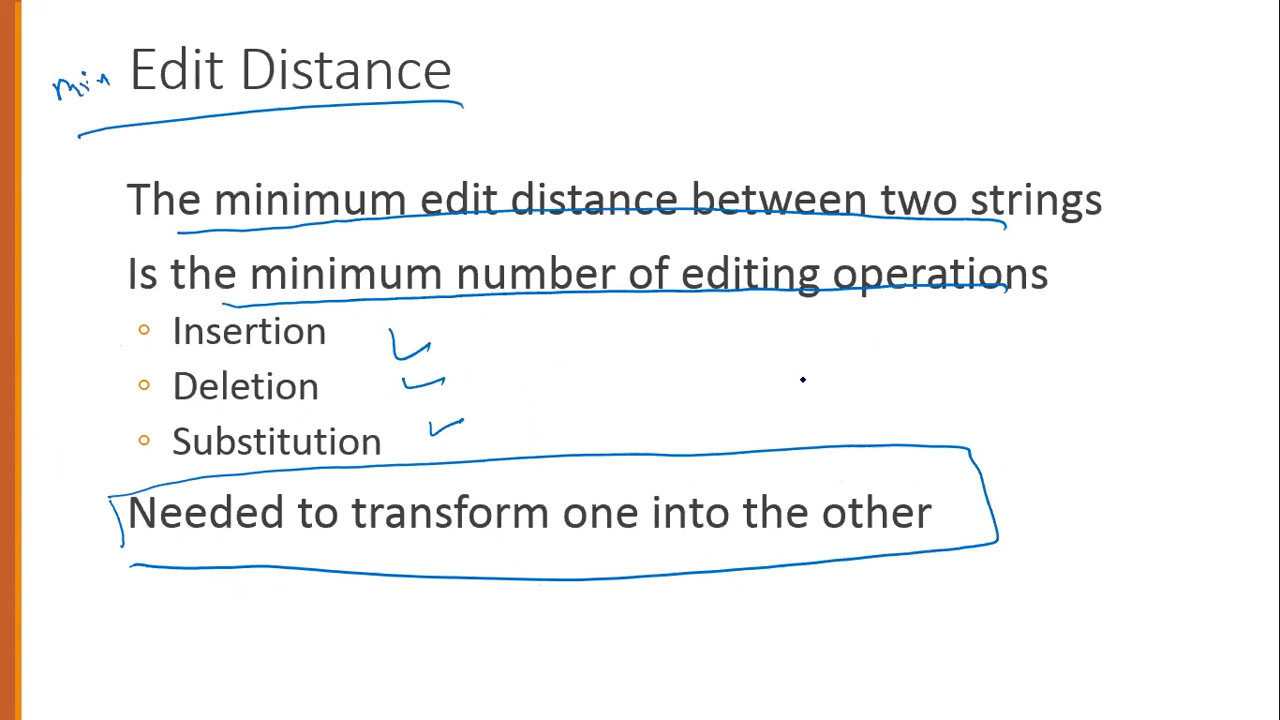 min Edit Distance
The minimum edit distance between two strings
Is the minimum number of editing operations
◦ Insertion
◦ Deletion
◦ Substitution
Needed to transform one into the other